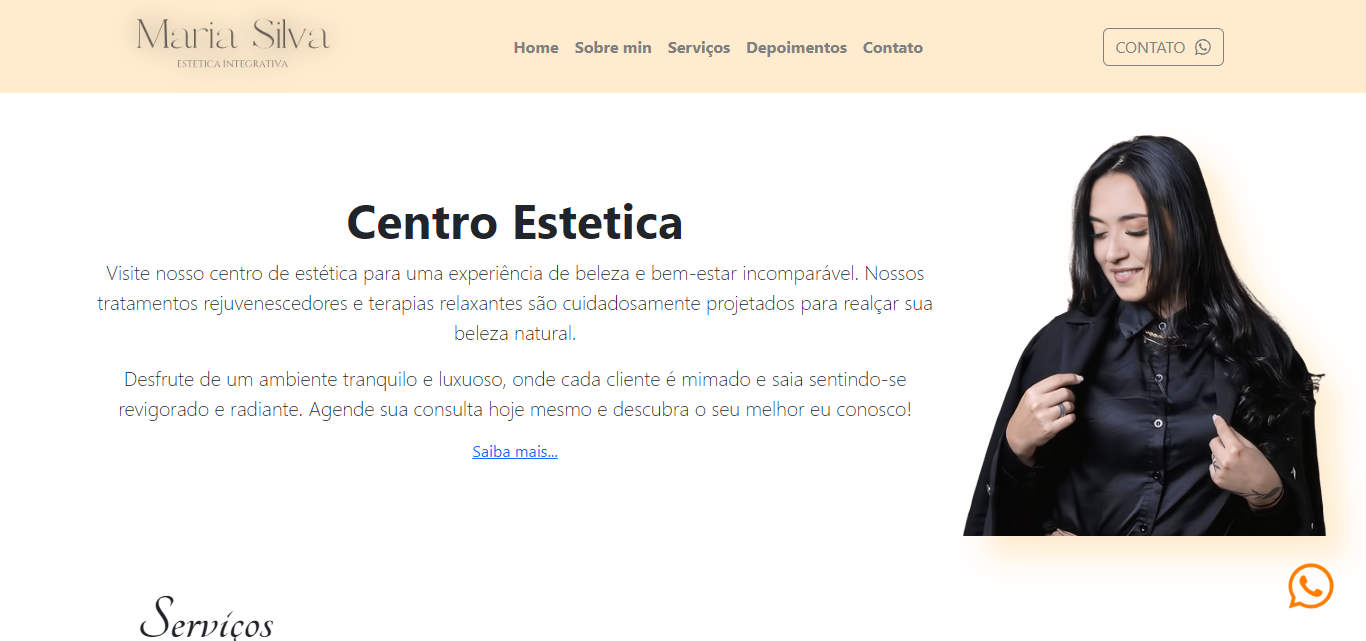 Maria Silva
ESTETICA INTEGRATIVA
Home Sobre min Serviços Depoimentos Contato
CONTATO
Centro Estetica
Visite nosso centro de estética para uma experiência de beleza e bem-estar incomparável. Nossos
tratamentos rejuvenescedores e terapias relaxantes são cuidadosamente projetados para realçar sua
beleza natural.
Desfrute de um ambiente tranquilo e luxuoso, onde cada cliente é mimado e saia sentindo-se
revigorado e radiante. Agende sua consulta hoje mesmo e descubra o seu melhor eu conosco!
Saiba mais...
Serviços